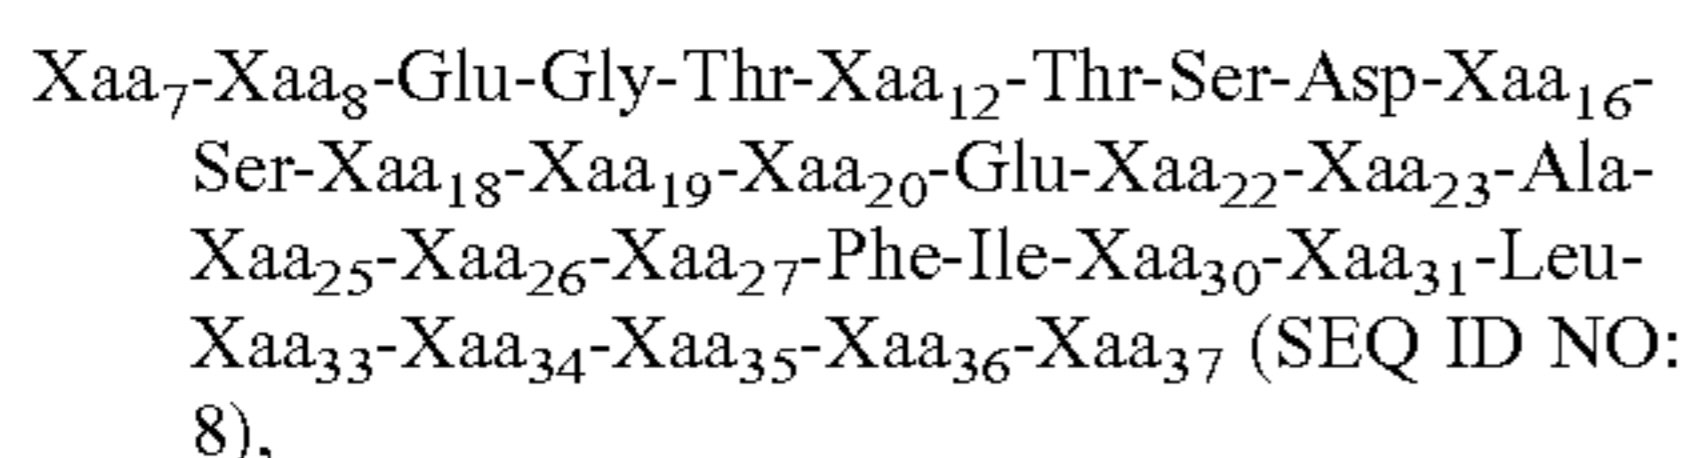 Xaa₇-Xaa₈-Glu-Gly-Thr-Xaa₁₂-Thr-Ser-Asp-Xaa₁₆-
Ser-Xaa₁₈-Xaa₁₉-Xaa₂₀-Glu-Xaa₂₂-Xaa₂₃-Ala-
Xaa₂₅-Xaa₂₆-Xaa₂₇-Phe-Ile-Xaa₃₀-Xaa₃₁-Leu-
Xaa₃₃-Xaa₃₄-Xaa₃₅-Xaa₃₆-Xaa₃₇ (SEQ ID NO:
8),